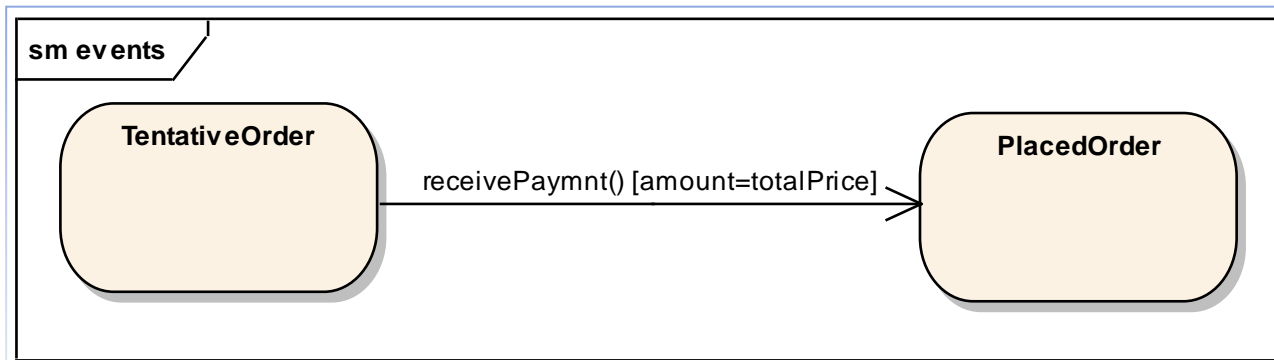 sm events
TentativeOrder
receivePaymnt() [amount=totalPrice]
PlacedOrder